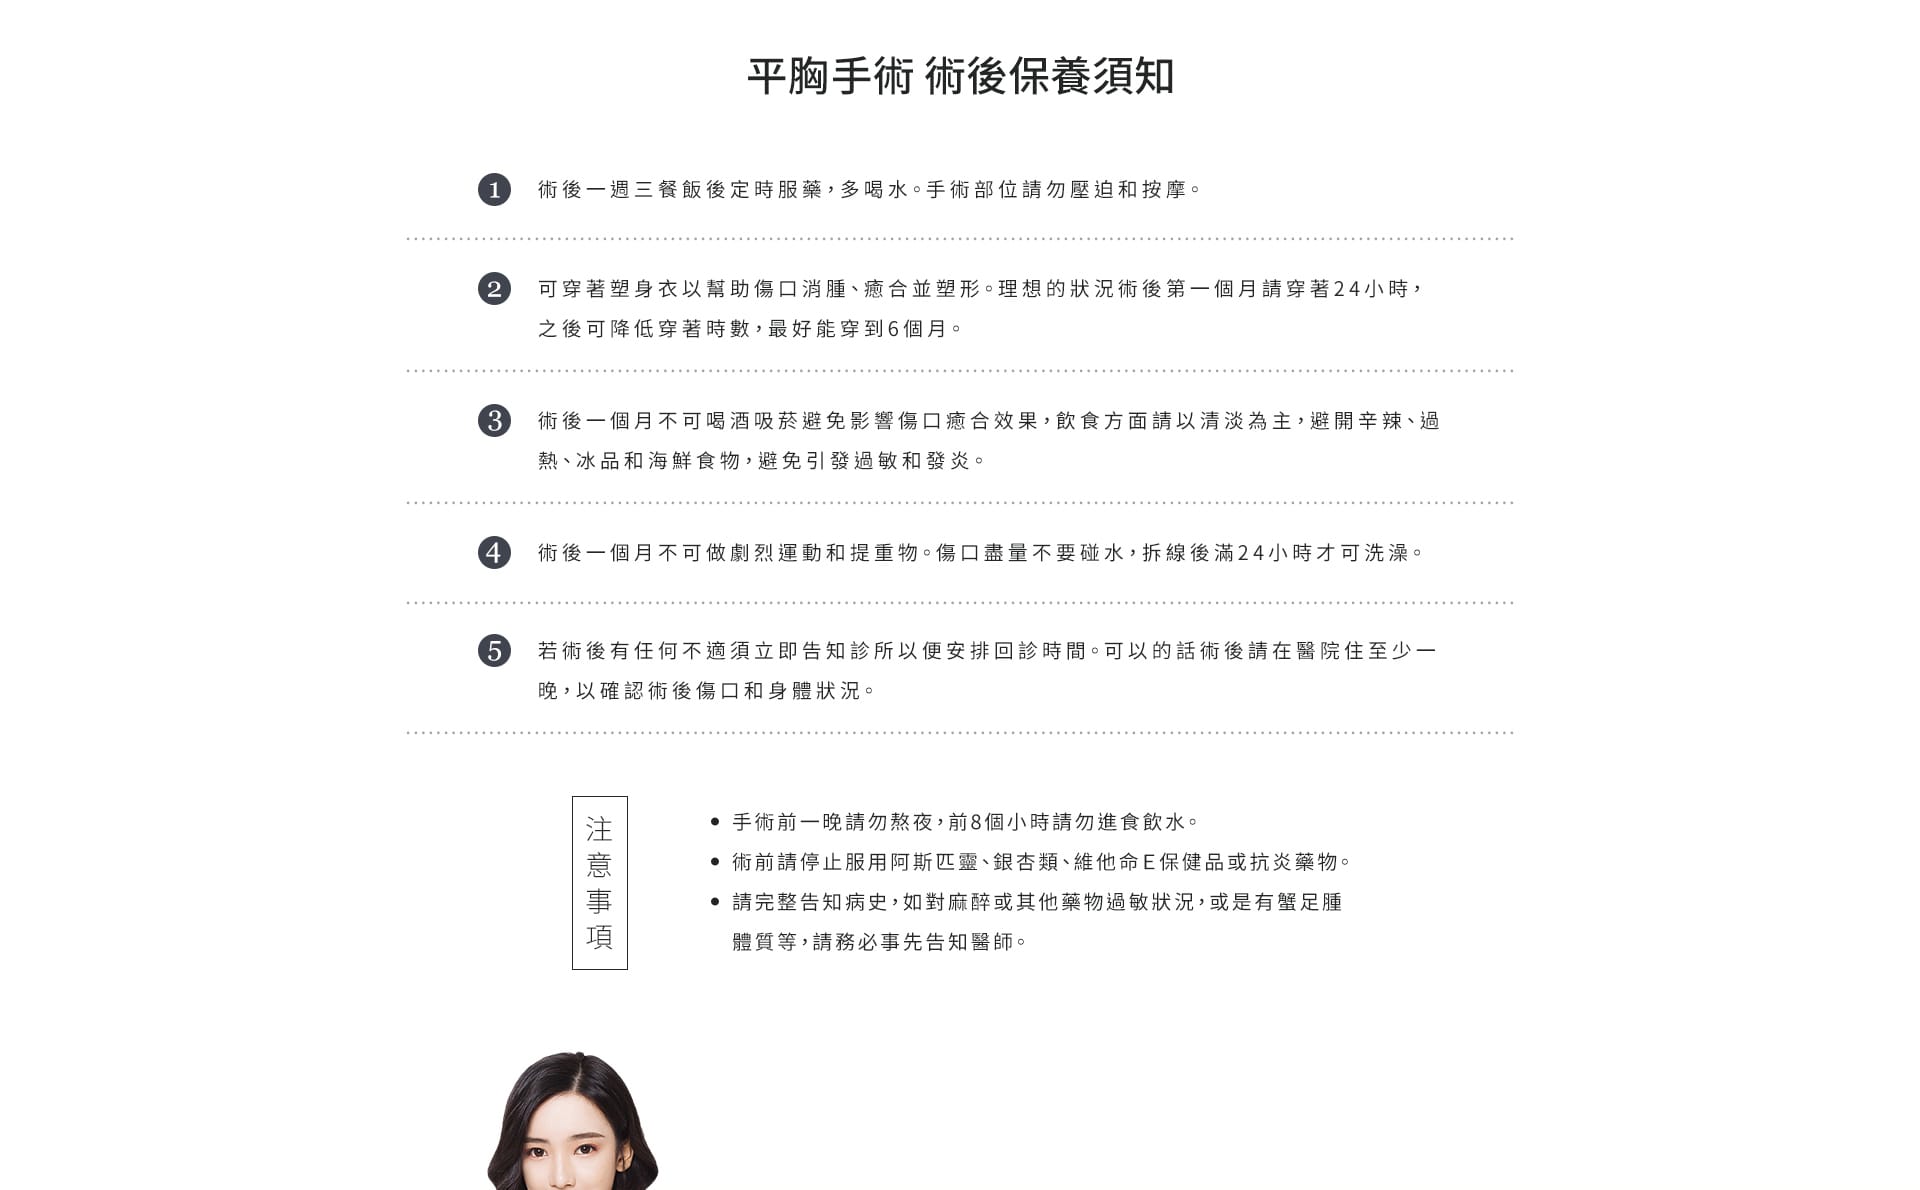 平胸手術 術後保養須知
1 術後一週三餐飯後定時服藥，多喝水。手術部位請勿壓迫和按摩。
2 可穿著塑身衣以幫助傷口消腫、癒合並塑形。理想的狀況術後第一個月請穿著24小時，
之後可降低穿著時數，最好能穿到6個月。
3 術後一個月不可喝酒吸菸避免影響傷口癒合效果，飲食方面請以清淡為主，避開辛辣、過
熱、冰品和海鮮食物，避免引發過敏和發炎。
4 術後一個月不可做劇烈運動和提重物。傷口盡量不要碰水，拆線後滿24小時才可洗澡。
5 若術後有任何不適須立即告知診所以便安排回診時間。可以的話術後請在醫院住至少一
晚，以確認術後傷口和身體狀況。
注意事項
• 手術前一晚請勿熬夜，前8個小時請勿進食飲水。
• 術前請停止服用阿斯匹靈、銀杏類、維他命E保健品或抗炎藥物。
• 請完整告知病史，如對麻醉或其他藥物過敏狀況，或是有蟹足腫
體質等，請務必事先告知醫師。